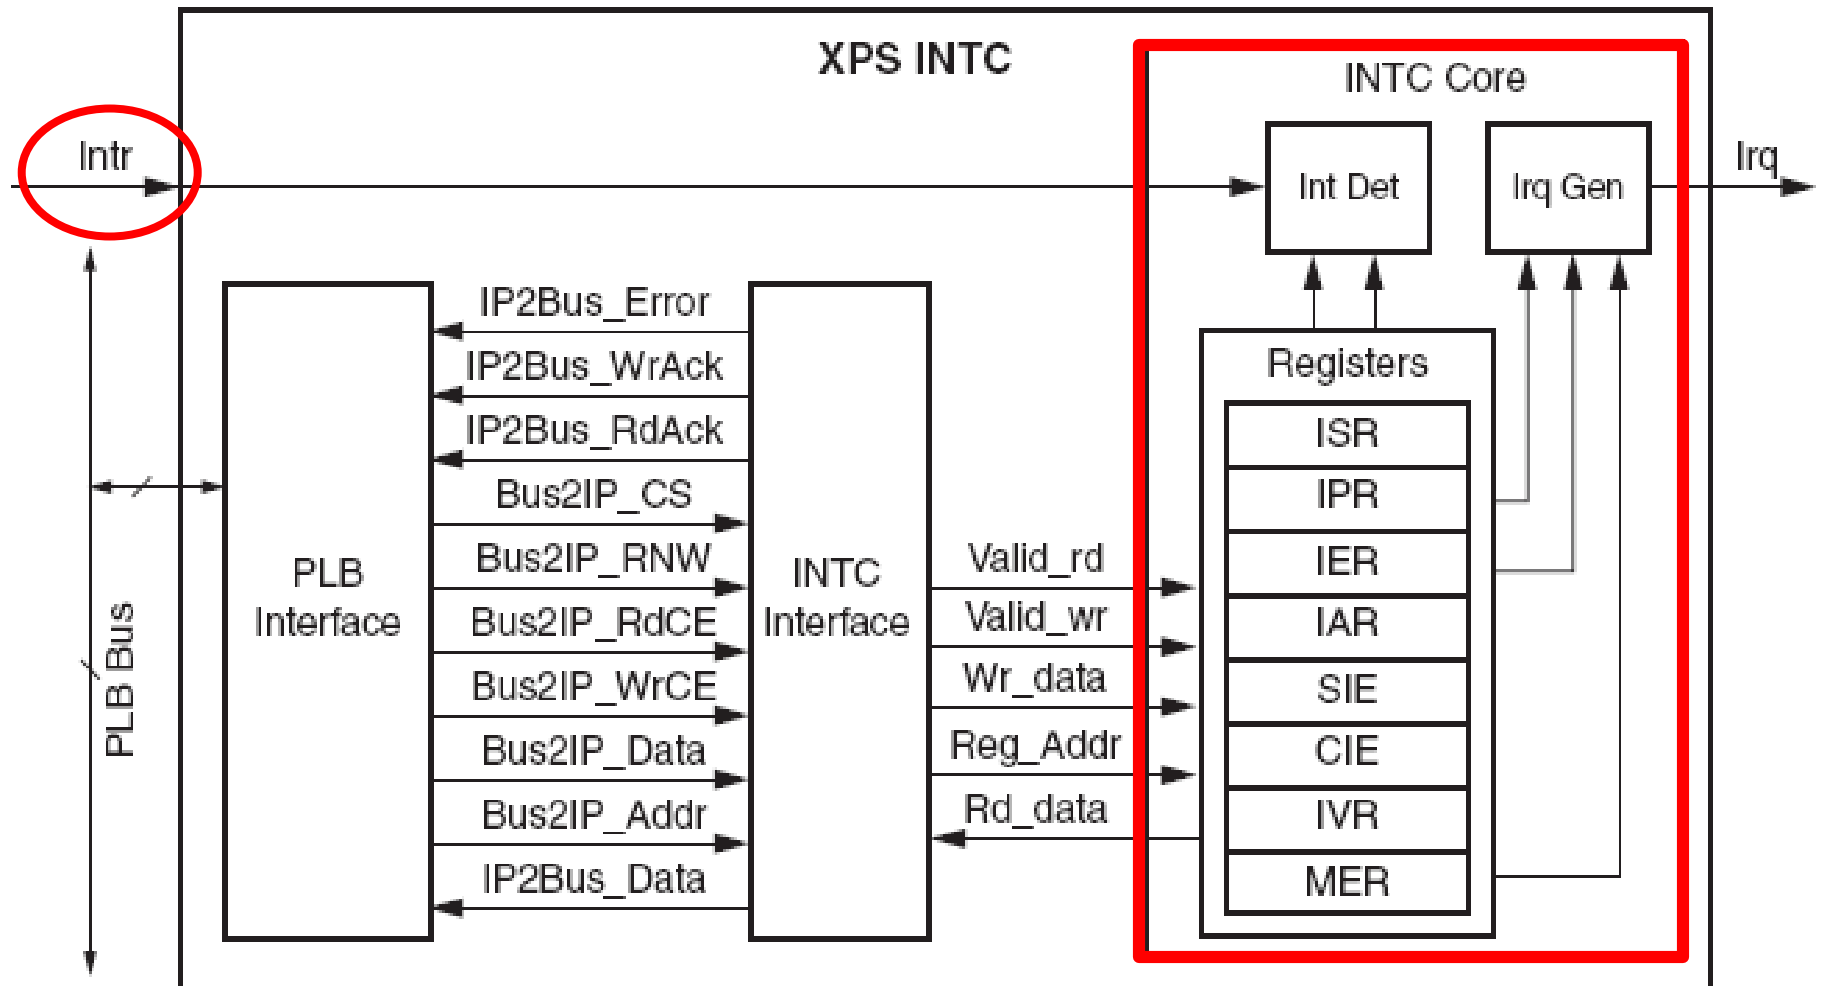 XPS INTC
INTC Core
Intr
Int Det
Irq Gen
Irq
PLB Bus
PLB
Interface
IP2Bus_Error
IP2Bus_WrAck
IP2Bus_RdAck
Bus2IP_CS
Bus2IP_RNW
Bus2IP_RdCE
Bus2IP_WrCE
Bus2IP_Data
Bus2IP_Addr
IP2Bus_Data
INTC
Interface
Valid_rd
Valid_wr
Wr_data
Reg_Addr
Rd_data
Registers
ISR
IPR
IER
IAR
SIE
CIE
IVR
MER